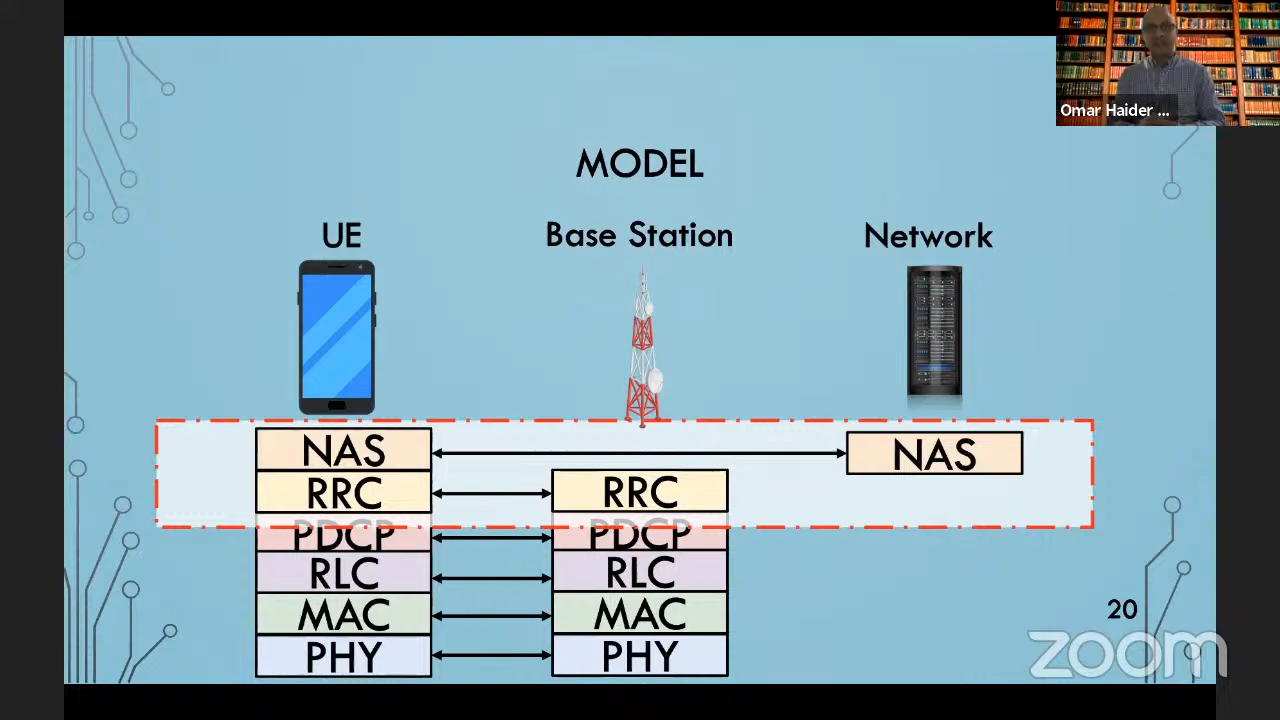 Omar Haider ...
MODEL
UE
Base Station
Network
NAS
NAS
RRC
RRC
PDCP
PDCP
RLC
RLC
MAC
MAC
PHY
PHY
20
zoom